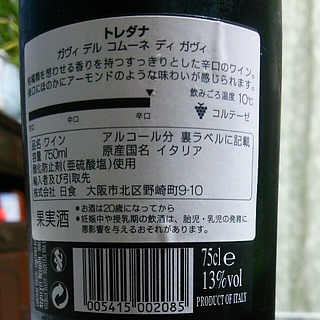 トレダナ
ガヴィ デル コムーネ ディ ガヴィ
柑橘類を想わせる香りを持つすっきりとした辛口のワイン。
後口にほのかにアーモンドのような味わいが感じられます。
中口 辛口
飲みごろ温度 10℃
コルテーゼ
品名 ワイン アルコール分 裏ラベルに記載
容量 750ml 原産国名 イタリア
酸化防止剤(亜硫酸塩)使用
輸入者及び引取先
株式会社 日食 大阪市北区野崎町9-10
果実酒
●お酒は20歳になってから
●妊娠中や授乳期の飲酒は、胎児・乳児の発育に
悪影響を与えるおそれがあります。
75cl e
13% vol
PRODUCT OF ITALY
005415 002085